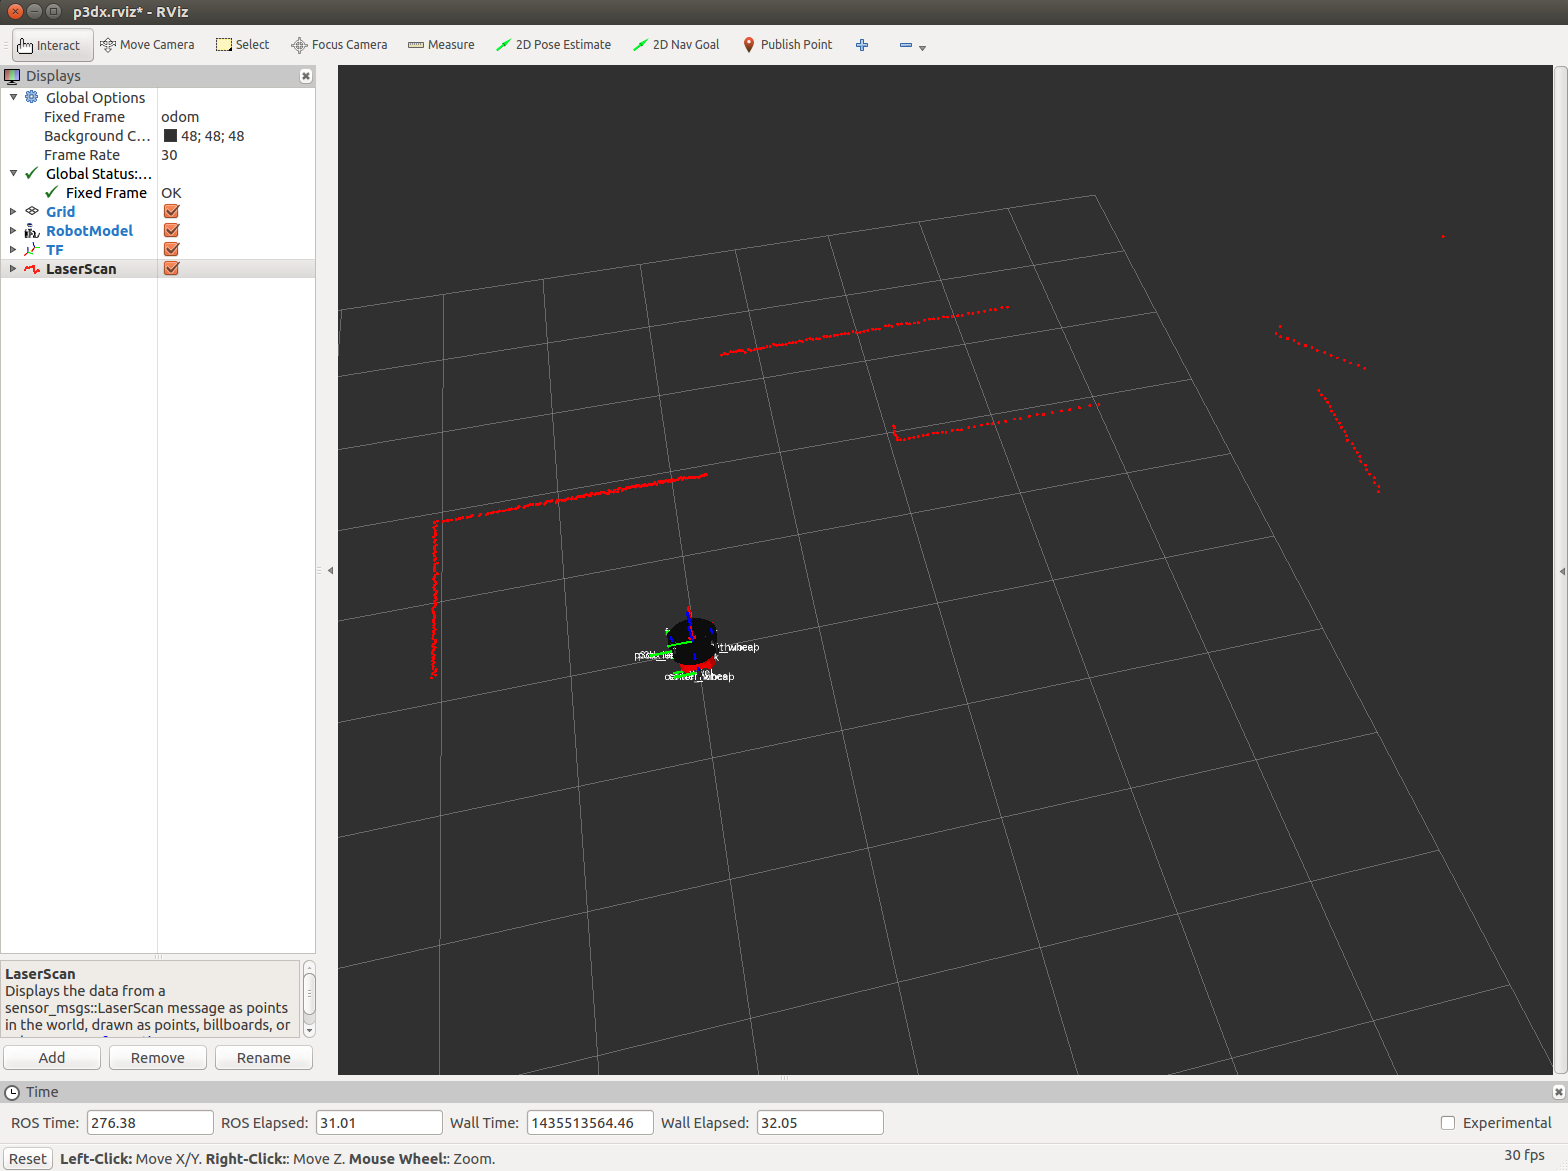 p3dx.rviz* - RViz
Interact Move Camera Select Focus Camera Measure 2D Pose Estimate 2D Nav Goal Publish Point
Displays
Global Options
Fixed Frame odom
Background C... 48; 48; 48
Frame Rate 30
Global Status:...
Fixed Frame OK
Grid
RobotModel
TF
LaserScan
LaserScan
Displays the data from a
sensor_msgs::LaserScan message as points
in the world, drawn as points, billboards, or
Add Remove Rename
Time
ROS Time: 276.38 ROS Elapsed: 31.01 Wall Time: 1435513564.46 Wall Elapsed: 32.05 Experimental
Reset Left-Click: Move X/Y. Right-Click:: Move Z. Mouse Wheel:: Zoom. 30 fps